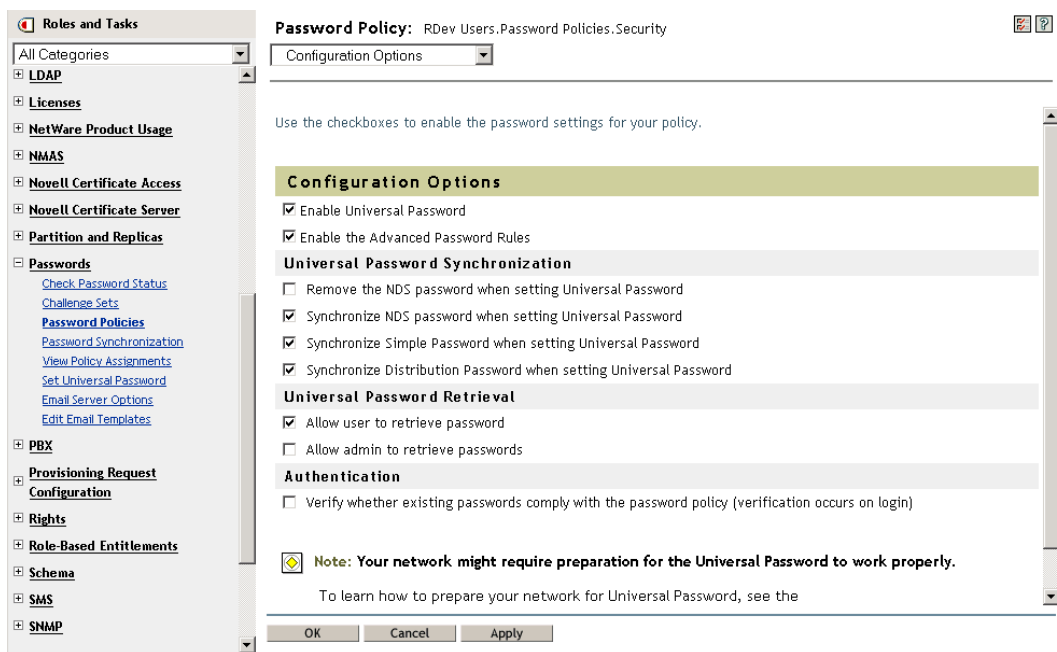 Roles and Tasks
All Categories
LDAP
Licenses
NetWare Product Usage
NMAS
Novell Certificate Access
Novell Certificate Server
Partition and Replicas
Passwords
Check Password Status
Challenge Sets
Password Policies
Password Synchronization
View Policy Assignments
Set Universal Password
Email Server Options
Edit Email Templates
PBX
Provisioning Request
Configuration
Rights
Role-Based Entitlements
Schema
SMS
SNMP
Password Policy: RDev Users.Password Policies.Security
Configuration Options
Use the checkboxes to enable the password settings for your policy.
Configuration Options
Enable Universal Password
Enable the Advanced Password Rules
Universal Password Synchronization
Remove the NDS password when setting Universal Password
Synchronize NDS password when setting Universal Password
Synchronize Simple Password when setting Universal Password
Synchronize Distribution Password when setting Universal Password
Universal Password Retrieval
Allow user to retrieve password
Allow admin to retrieve passwords
Authentication
Verify whether existing passwords comply with the password policy (verification occurs on login)
Note: Your network might require preparation for the Universal Password to work properly.
To learn how to prepare your network for Universal Password, see the
OK Cancel Apply